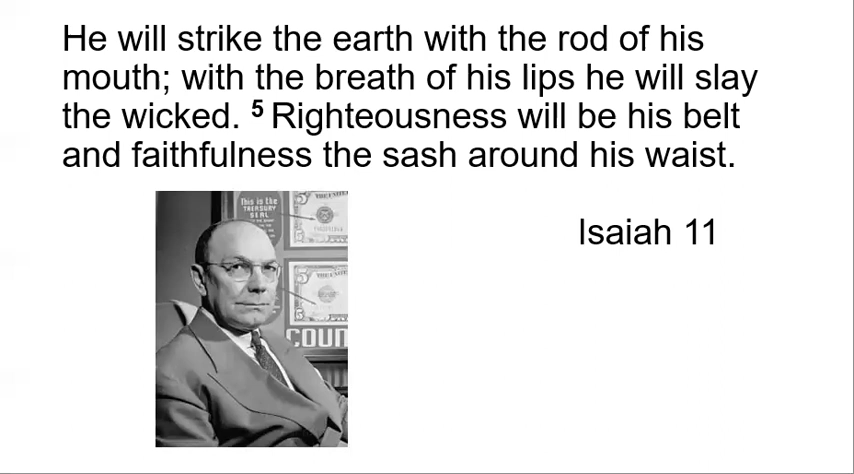 He will strike the earth with the rod of his
mouth; with the breath of his lips he will slay
the wicked. 5 Righteousness will be his belt
and faithfulness the sash around his waist.
Isaiah 11
This is the
TREASURY
SEAL
COUN